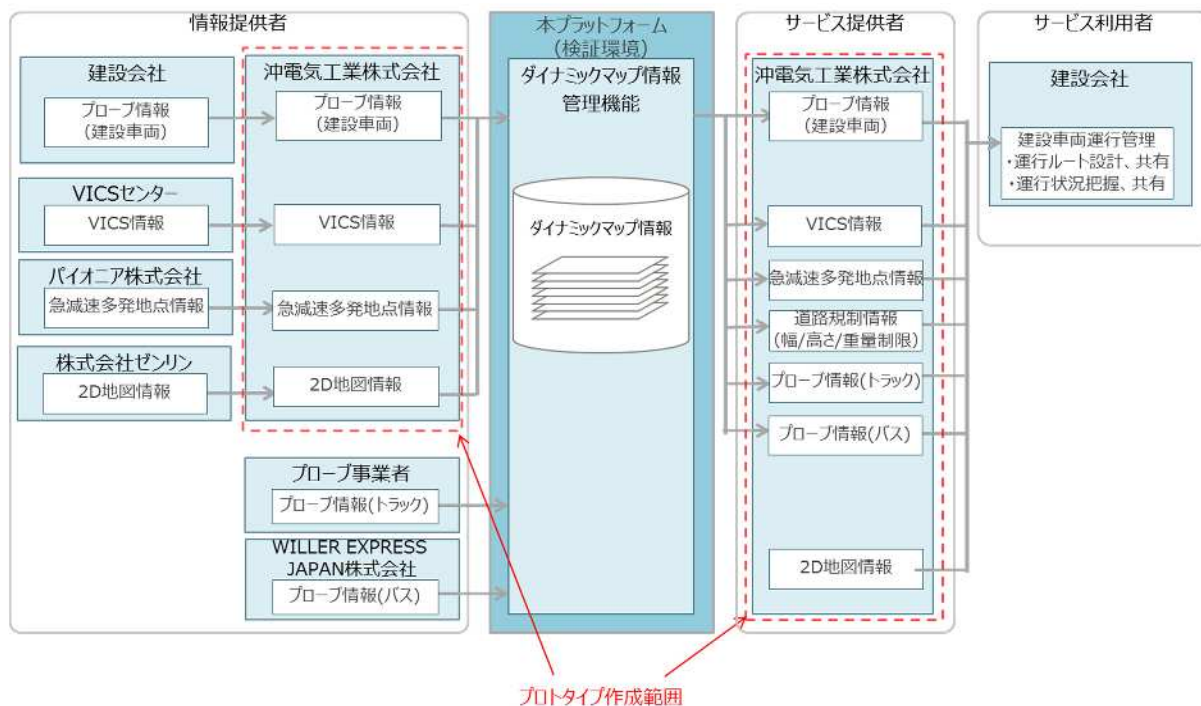 情報提供者
建設会社
プローブ情報
(建設車両)
VICSセンター
VICS情報
パイオニア株式会社
急減速多発地点情報
株式会社ゼンリン
2D地図情報
沖電気工業株式会社
プローブ情報
(建設車両)
VICS情報
急減速多発地点情報
2D地図情報
プローブ事業者
プローブ情報(トラック)
WILLER EXPRESS
JAPAN株式会社
プローブ情報(バス)
本プラットフォーム
(検証環境)
ダイナミックマップ情報
管理機能
ダイナミックマップ情報
サービス提供者
沖電気工業株式会社
プローブ情報
(建設車両)
VICS情報
急減速多発地点情報
道路規制情報
(幅/高さ/重量制限)
プローブ情報(トラック)
プローブ情報(バス)
2D地図情報
サービス利用者
建設会社
建設車両運行管理
・運行ルート設計、共有
・運行状況把握、共有
プロトタイプ作成範囲